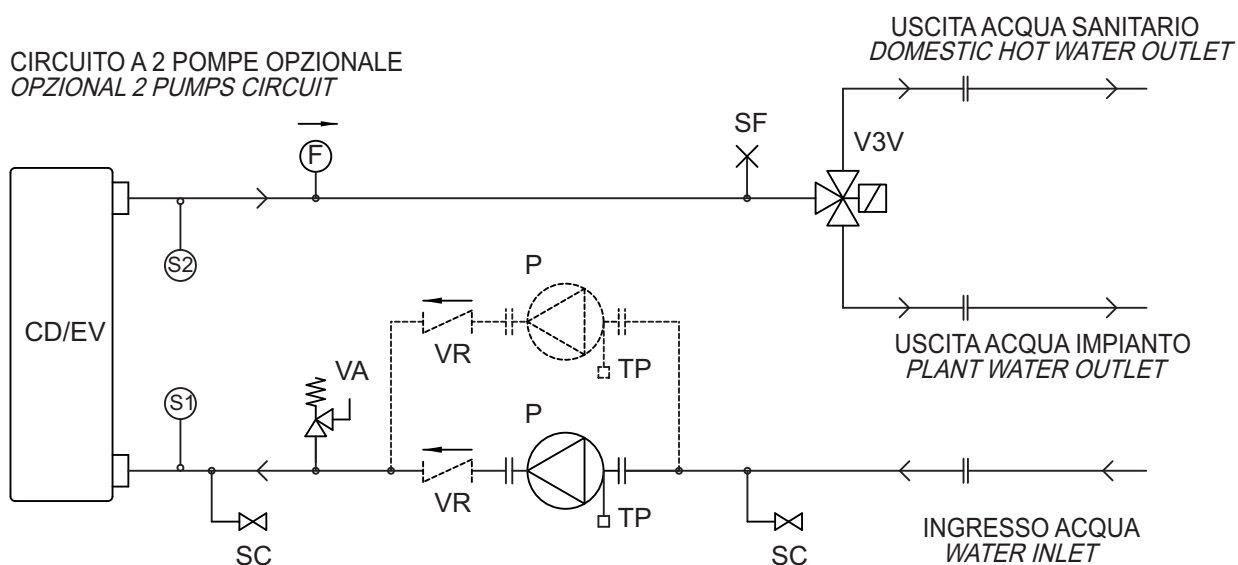 CIRCUITO A 2 POMPE OPZIONALE
OPZIONAL 2 PUMPS CIRCUIT
USCITA ACQUA SANITARIO
DOMESTIC HOT WATER OUTLET
F
SF
V3V
S2
CD/EV
P
VR
TP
USCITA ACQUA IMPIANTO
PLANT WATER OUTLET
S1
VA
P
VR
TP
SC
SC
INGRESSO ACQUA
WATER INLET